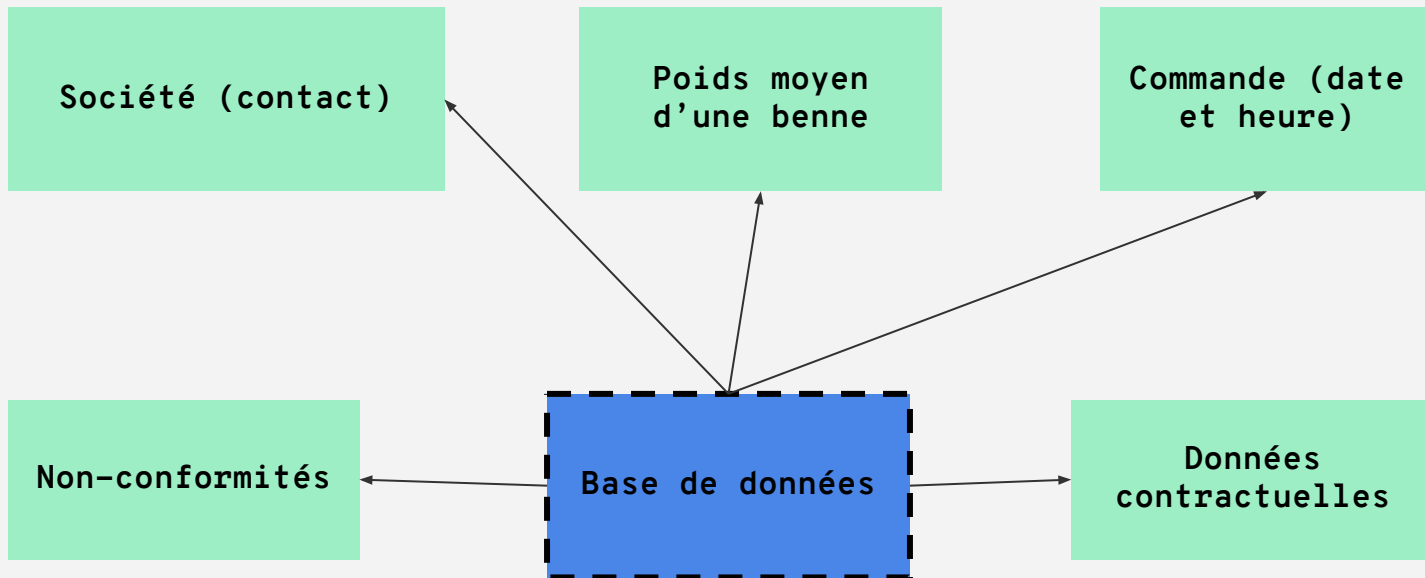 Société (contact)
Poids moyen
d’une benne
Commande (date
et heure)
Non-conformités
Base de données
Données
contractuelles